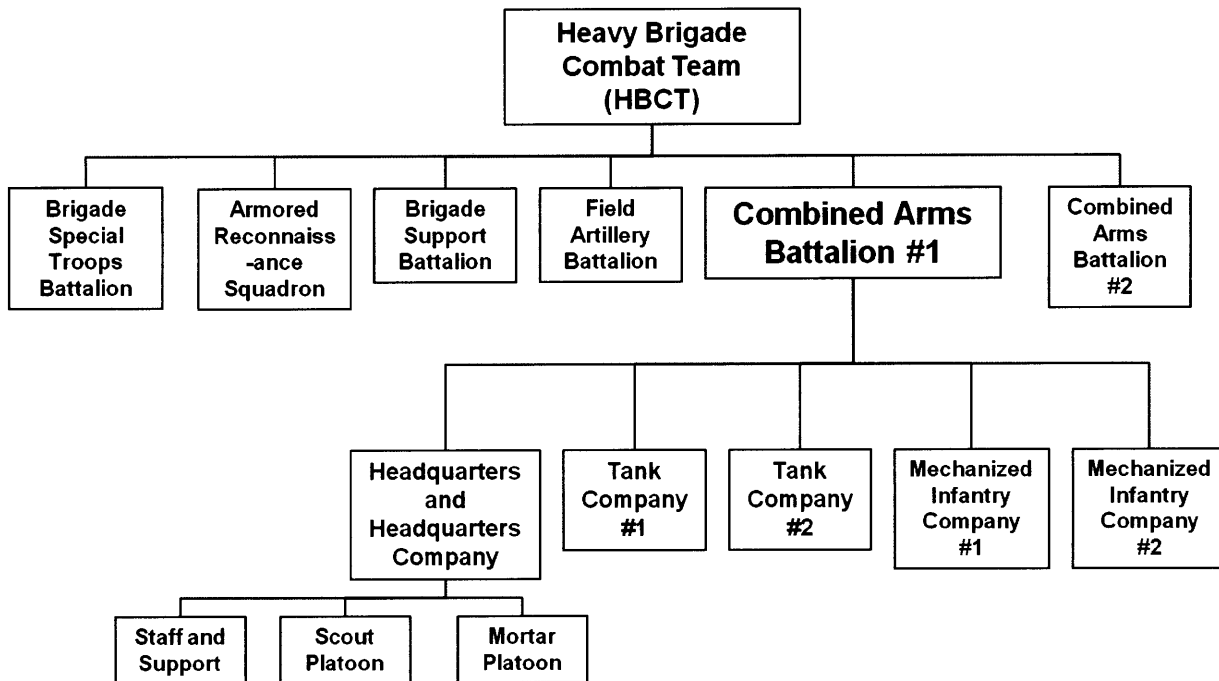 Heavy Brigade
Combat Team
(HBCT)
Brigade
Special
Troops
Battalion
Armored
Reconnaiss
-ance
Squadron
Brigade
Support
Battalion
Field
Artillery
Battalion
Combined Arms
Battalion #1
Combined
Arms
Battalion
#2
Headquarters
and
Headquarters
Company
Tank
Company
#1
Tank
Company
#2
Mechanized
Infantry
Company
#1
Mechanized
Infantry
Company
#2
Staff and
Support
Scout
Platoon
Mortar
Platoon